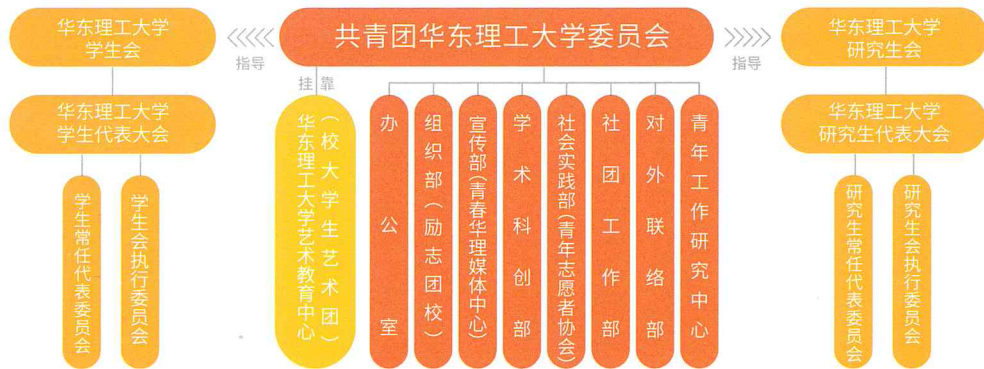 华东理工大学
学生会
指导
共青团华东理工大学委员会
指导
华东理工大学
研究生会
挂靠
华东理工大学
学生代表大会
学生常任代表委员会
学生会执行委员会
(校大学生艺术团)
华东理工大学艺术教育中心
办公室
组织部(励志团校)
宣传部(青春华理媒体中心)
学术科创部
社会实践部(青年志愿者协会)
社团工作部
对外联络部
青年工作研究中心
华东理工大学
研究生代表大会
研究生常任代表委员会
研究生会执行委员会